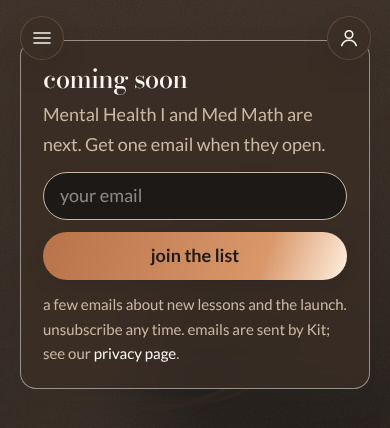 coming soon
Mental Health I and Med Math are
next. Get one email when they open.
your email
join the list
a few emails about new lessons and the launch.
unsubscribe any time. emails are sent by Kit;
see our privacy page.